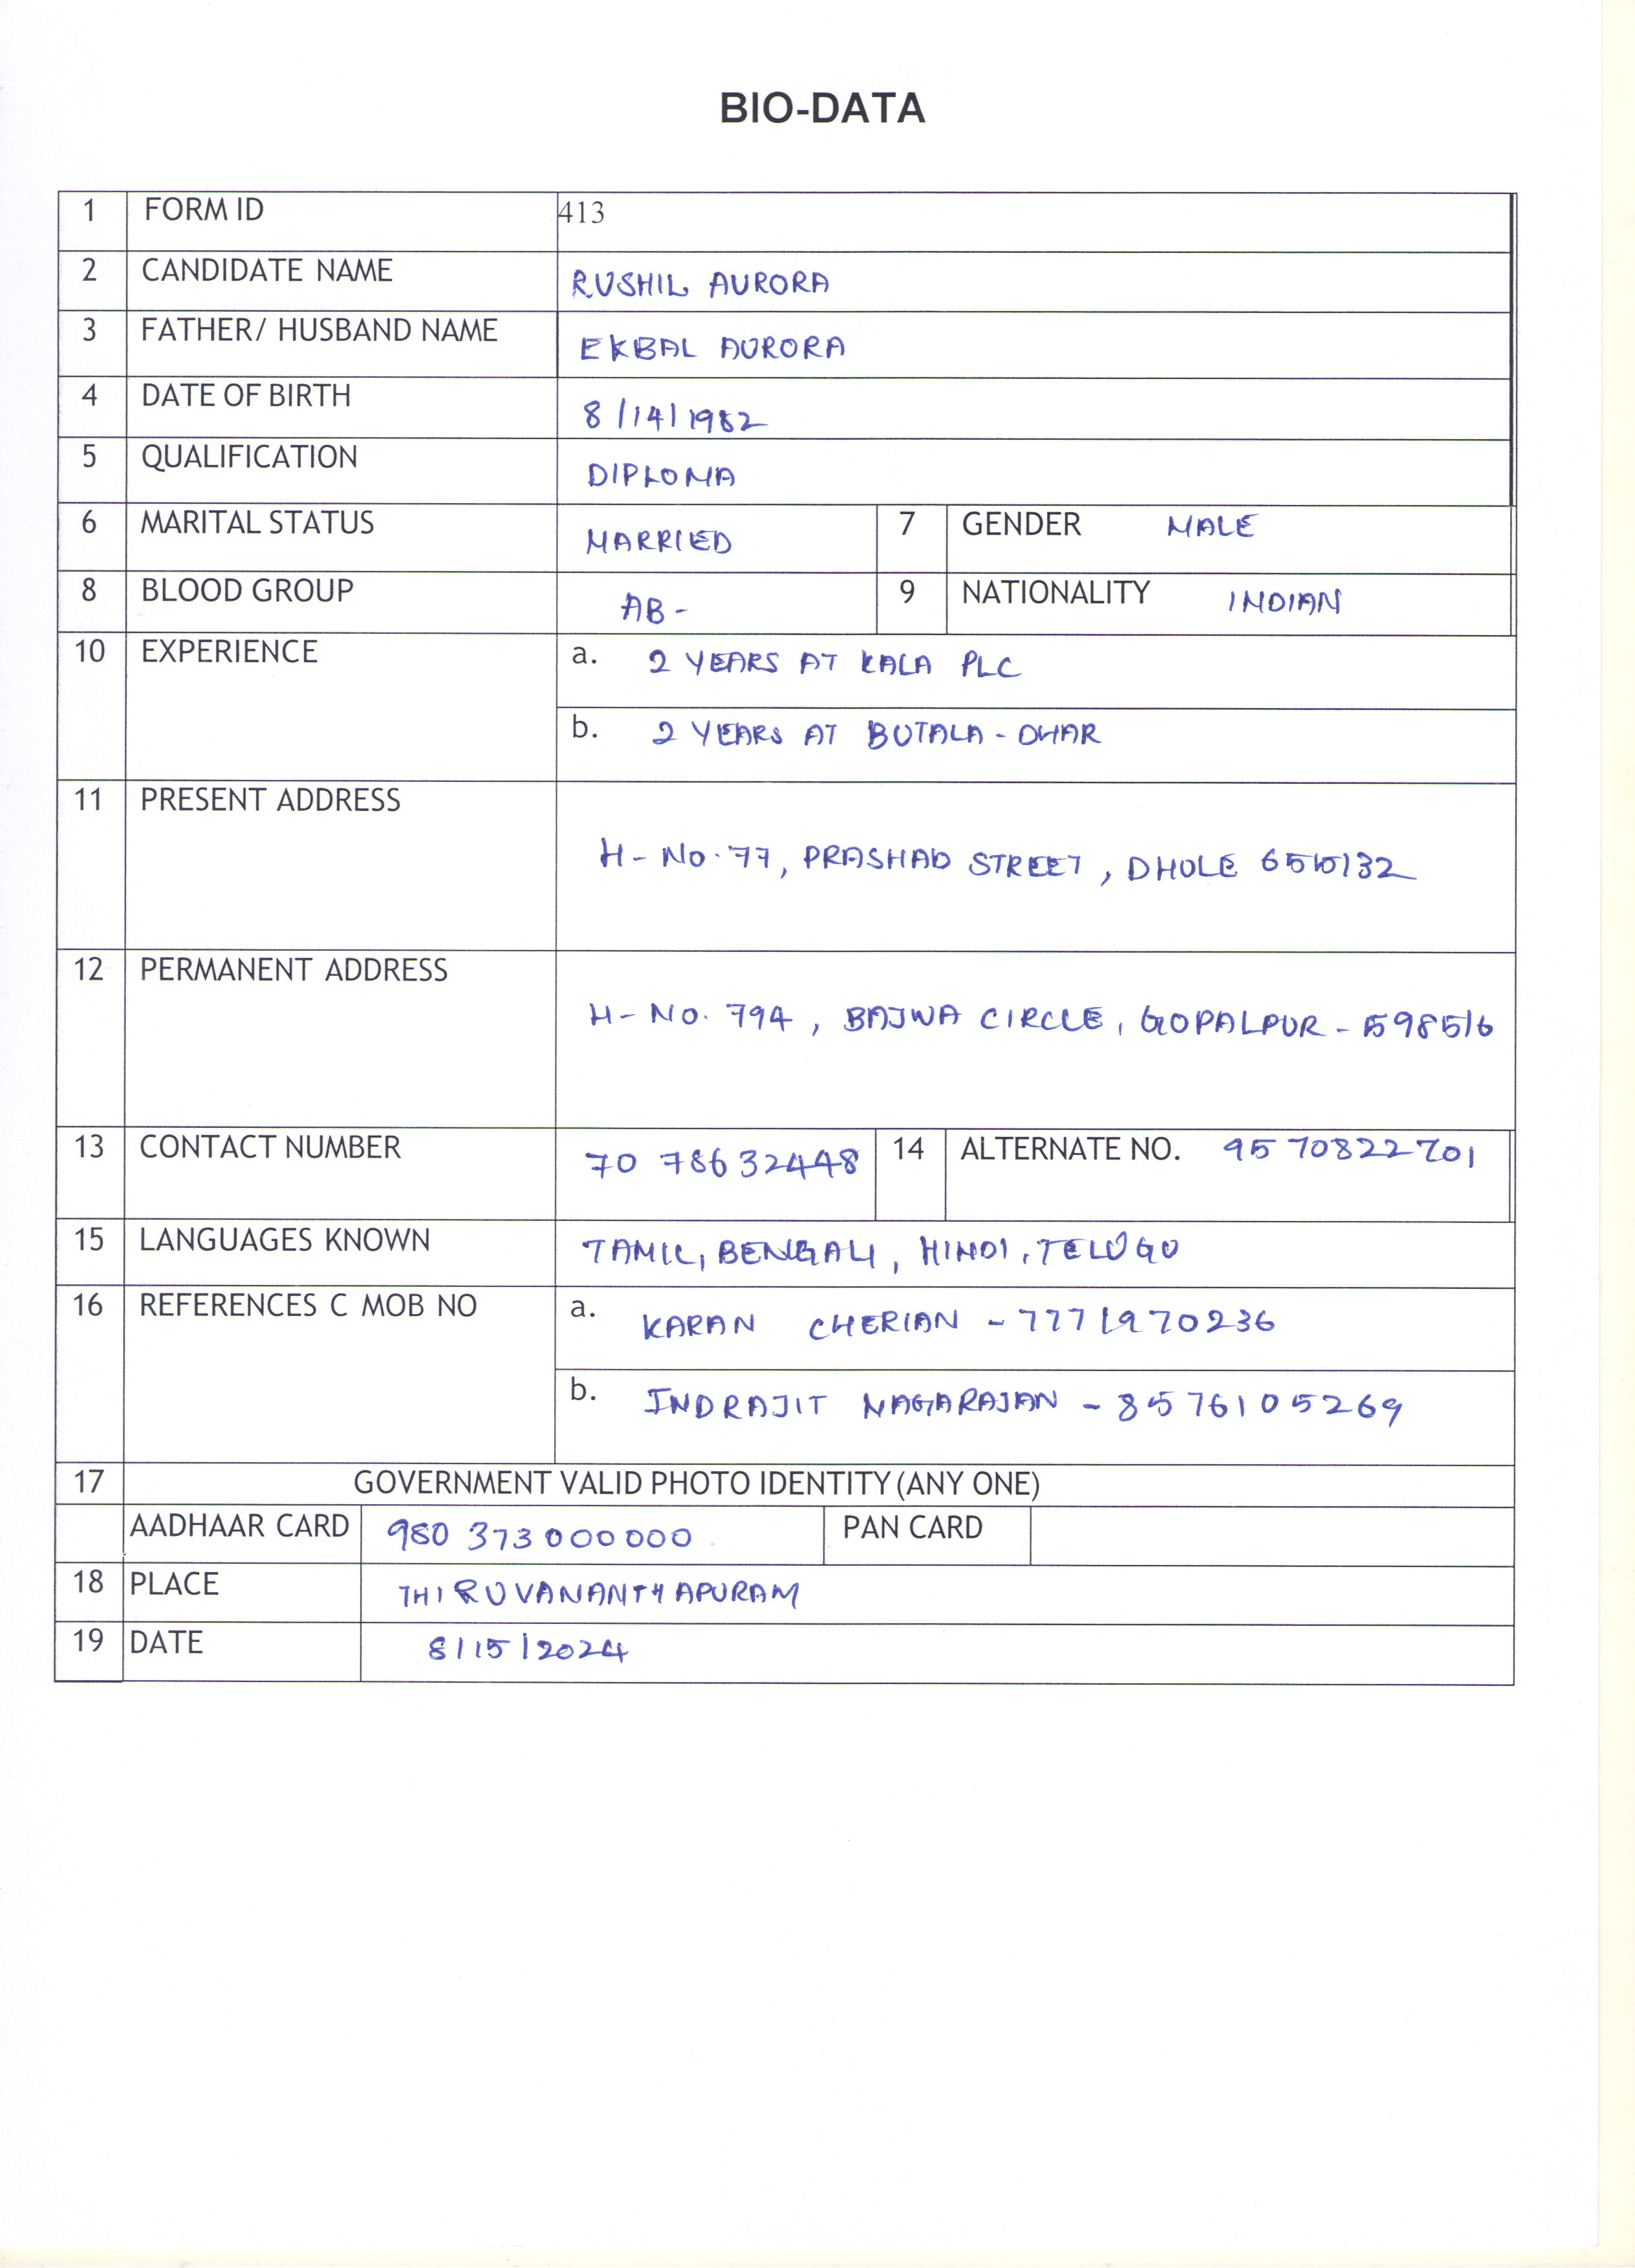 BIO-DATA
1 FORM ID 413
2 CANDIDATE NAME RUSHIL AURORA
3 FATHER/ HUSBAND NAME EKBAL AURORA
4 DATE OF BIRTH 8/14/1982
5 QUALIFICATION DIPLOMA
6 MARITAL STATUS MARRIED 7 GENDER MALE
8 BLOOD GROUP AB- 9 NATIONALITY INDIAN
10 EXPERIENCE a. 2 YEARS AT KALA PLC
b. 2 YEARS AT BUTALA-DHAR
11 PRESENT ADDRESS
H-No.77, PRASHAD STREET, DHOLE
12 PERMANENT ADDRESS
H-NO. 794, BAJWA CIRCLE, GOPALPUR - 598516
13 CONTACT NUMBER 70 78632448 14 ALTERNATE NO. 9570822701
15 LANGUAGES KNOWN TAMIL, BENGALI, HINDI, TELUGU
16 REFERENCES C MOB NO a. KARAN CHERIAN - 7771970236
b. INDRAJIT NAGARAJAN - 8576105269
17 GOVERNMENT VALID PHOTO IDENTITY (ANY ONE)
AADHAAR CARD 980 373000000 PAN CARD
18 PLACE THIRUVANANTHAPURAM
19 DATE 8/15/2024